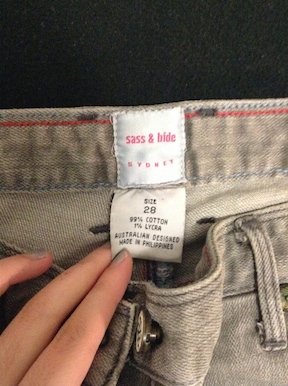 sass & bide
SYDNEY
SIZE
28
99% COTTON
1% LYCRA
AUSTRALIAN DESIGNED
MADE IN PHILIPPINES